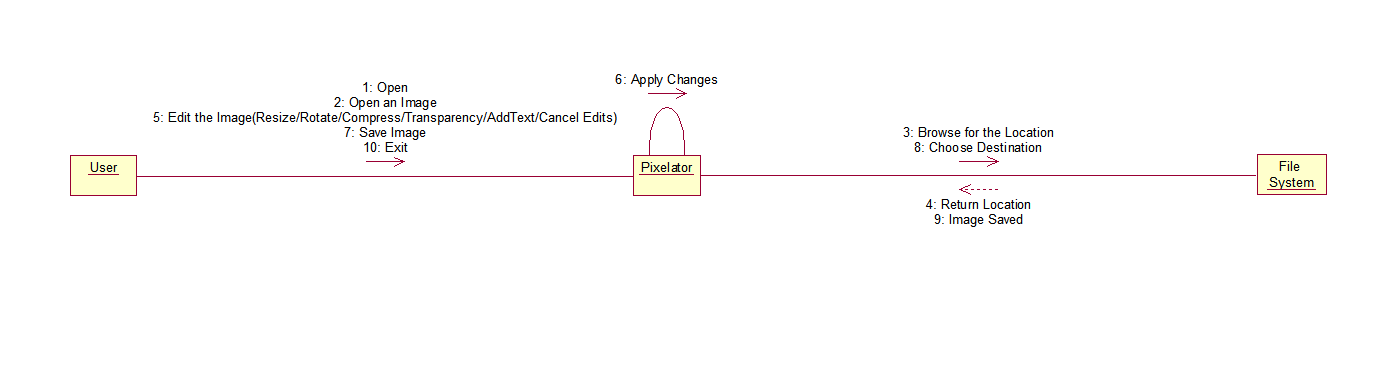 6: Apply Changes
1: Open
2: Open an Image
5: Edit the Image(Resize/Rotate/Compress/Transparency/AddText/Cancel Edits)
7: Save Image
10: Exit
3: Browse for the Location
8: Choose Destination
User
Pixelator
File
System
4: Return Location
9: Image Saved